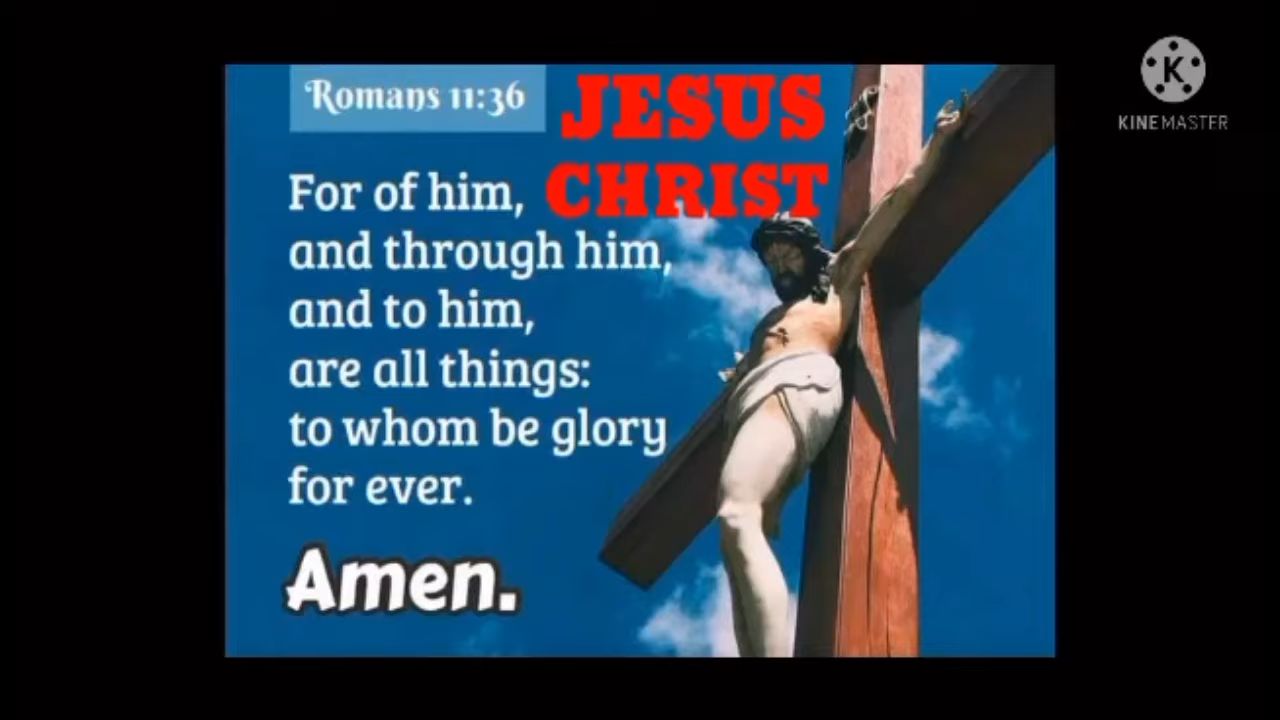 Romans 11:36
JESUS
CHRIST
For of him,
and through him,
and to him,
are all things:
to whom be glory
for ever.
Amen.
K
KINEMASTER